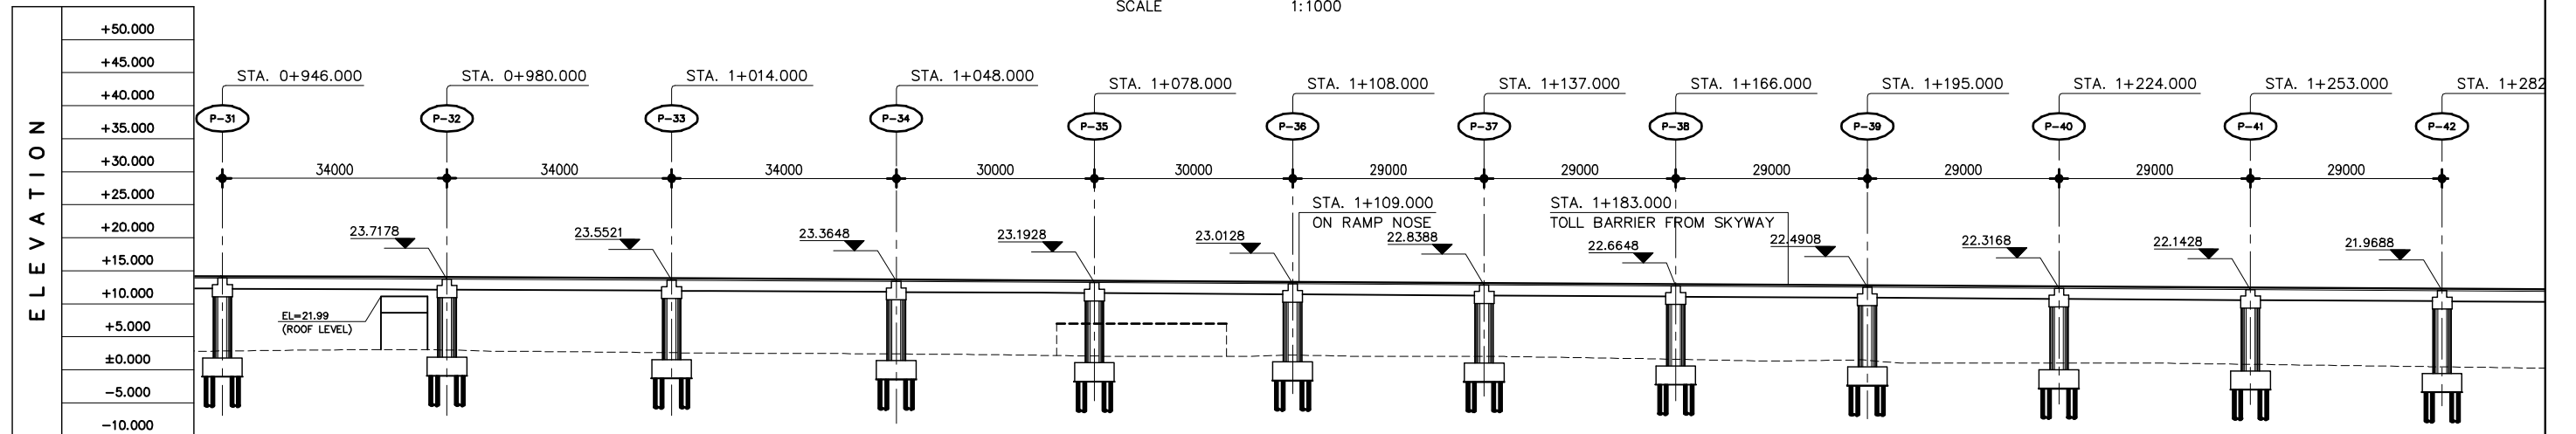 SCALE 1:1000
ELEVATION
+50.000
+45.000
+40.000
+35.000
+30.000
+25.000
+20.000
+15.000
+10.000
+5.000
±0.000
−5.000
−10.000
STA. 0+946.000
STA. 0+980.000
STA. 1+014.000
STA. 1+048.000
STA. 1+078.000
STA. 1+108.000
STA. 1+137.000
STA. 1+166.000
STA. 1+195.000
STA. 1+224.000
STA. 1+253.000
STA. 1+282
P-31
P-32
P-33
P-34
P-35
P-36
P-37
P-38
P-39
P-40
P-41
P-42
34000
34000
34000
30000
30000
29000
29000
29000
29000
29000
29000
STA. 1+109.000
ON RAMP NOSE
STA. 1+183.000
TOLL BARRIER FROM SKYWAY
23.7178
23.5521
23.3648
23.1928
23.0128
22.8388
22.6648
22.4908
22.3168
22.1428
21.9688
EL=21.99
(ROOF LEVEL)